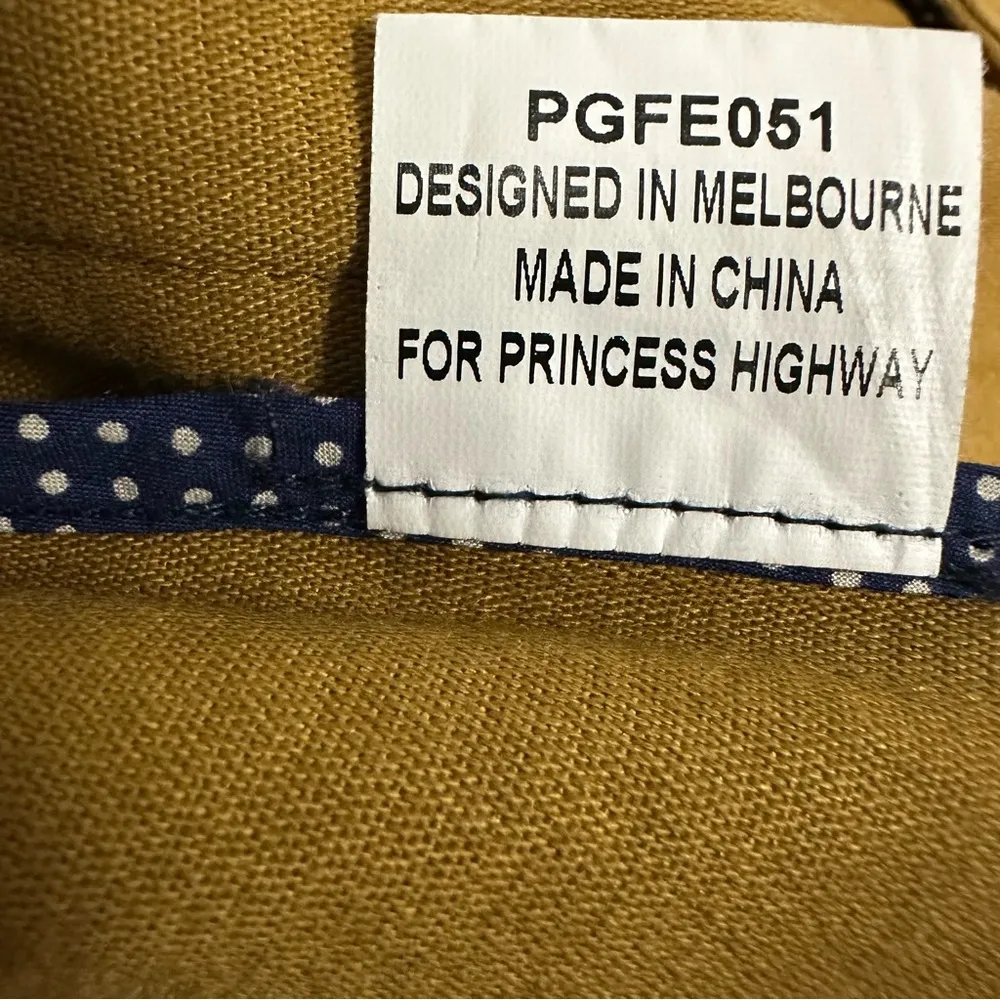 PGFE051
DESIGNED IN MELBOURNE
MADE IN CHINA
FOR PRINCESS HIGHWAY